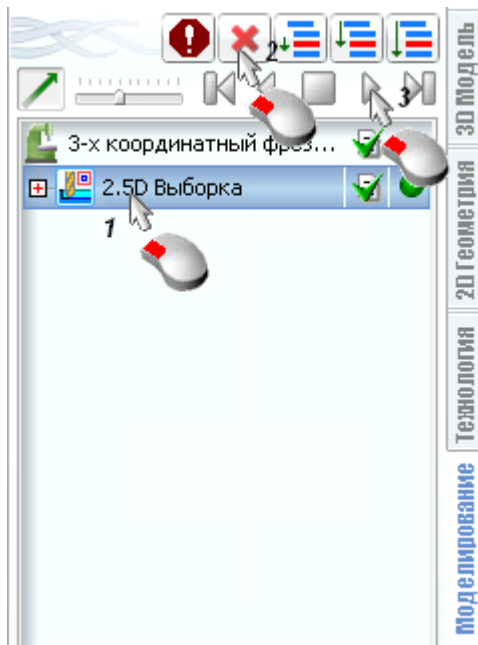 2
3
3-х координатный фрез...
2.5D Выборка
1
3D Модель
2D Геометрия
Технология
Моделирование